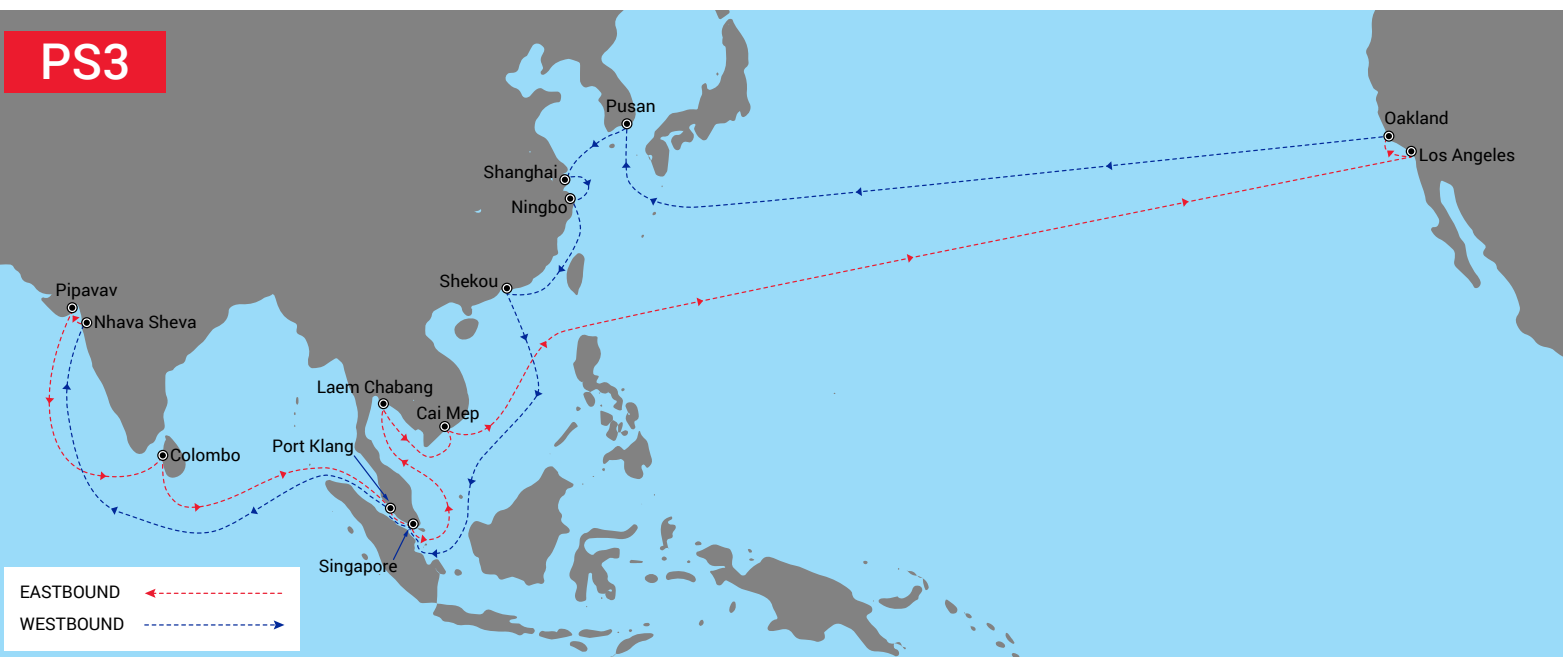 PS3
Pusan
Oakland
Los Angeles
Shanghai
Ningbo
Shekou
Pipavav
Nhava Sheva
Laem Chabang
Cai Mep
Port Klang
Colombo
Singapore
EASTBOUND
WESTBOUND